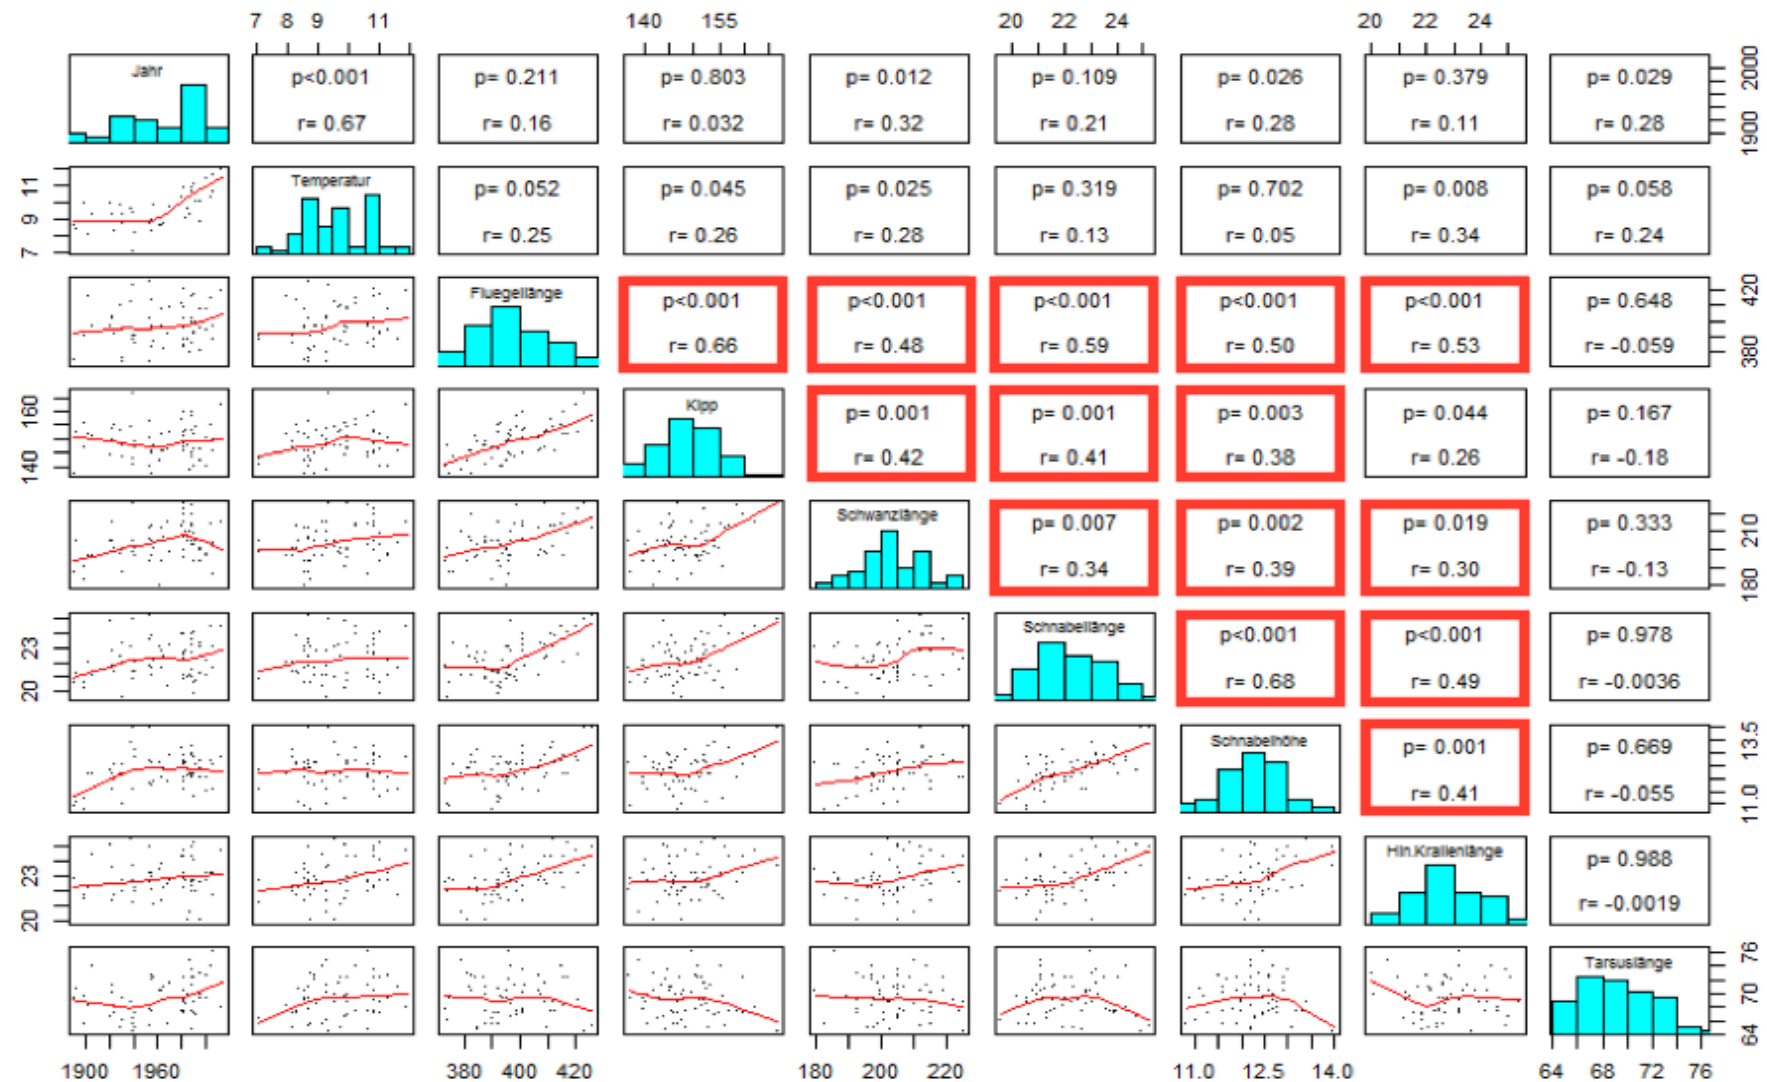 7 8 9 11 140 155 20 22 24 20 22 24
Jahr p<0.001 p= 0.211 p= 0.803 p= 0.012 p= 0.109 p= 0.026 p= 0.379 p= 0.029
r= 0.67 r= 0.16 r= 0.032 r= 0.32 r= 0.21 r= 0.28 r= 0.11 r= 0.28
1900 2000
7 9 11
Temperatur p= 0.052 p= 0.045 p= 0.025 p= 0.319 p= 0.702 p= 0.008 p= 0.058
r= 0.25 r= 0.26 r= 0.28 r= 0.13 r= 0.05 r= 0.34 r= 0.24
Fluegellänge p<0.001 p<0.001 p<0.001 p<0.001 p<0.001 p= 0.648
r= 0.66 r= 0.48 r= 0.59 r= 0.50 r= 0.53 r= -0.059
380 420
140 160
Kipp p= 0.001 p= 0.001 p= 0.003 p= 0.044 p= 0.167
r= 0.42 r= 0.41 r= 0.38 r= 0.26 r= -0.18
Schwanzlänge p= 0.007 p= 0.002 p= 0.019 p= 0.333
r= 0.34 r= 0.39 r= 0.30 r= -0.13
180 210
20 23
Schnabellänge p<0.001 p<0.001 p= 0.978
r= 0.68 r= 0.49 r= -0.0036
Schnabelhöhe p= 0.001 p= 0.669
r= 0.41 r= -0.055
11.0 13.5
20 23
Hin.Krallenlänge p= 0.988
r= -0.0019
Tarsuslänge
64 70 76
1900 1960 380 400 420 180 200 220 11.0 12.5 14.0 64 68 72 76